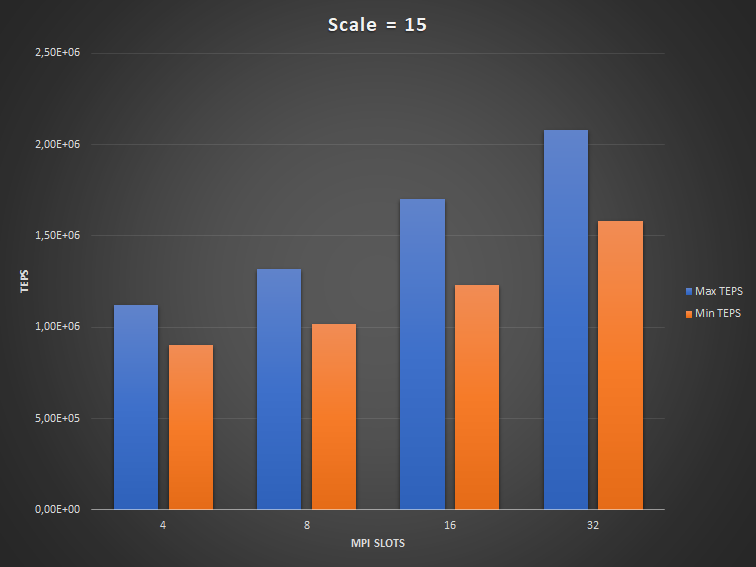 Scale = 15
2,50E+06
2,00E+06
1,50E+06
1,00E+06
5,00E+05
0,00E+00
TEPS
4 8 16 32
MPI SLOTS
Max TEPS
Min TEPS